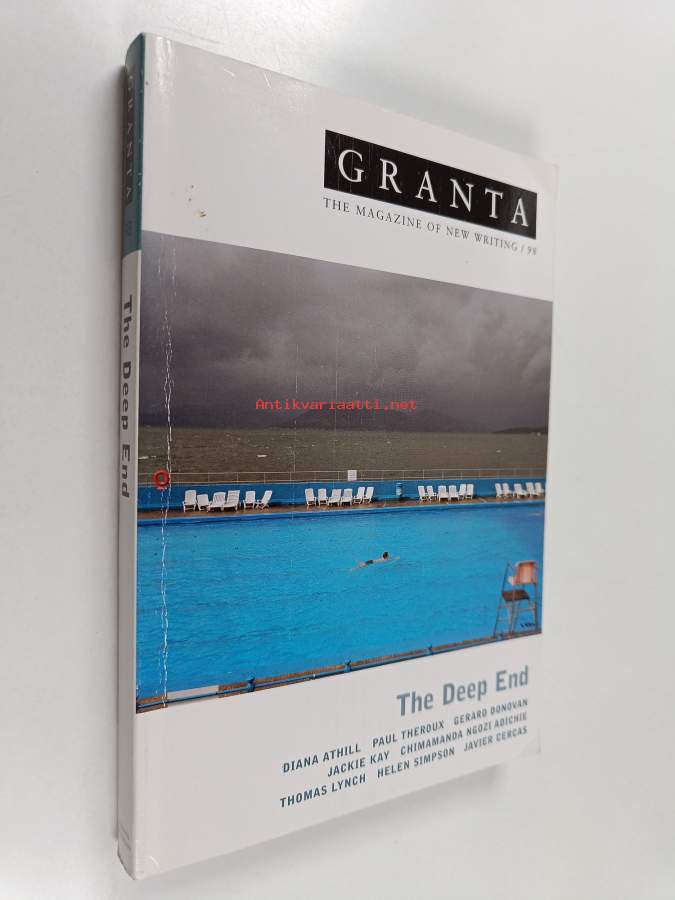 GRANTA
THE MAGAZINE OF NEW WRITING / 98
Antikvariaatti.net
The Deep End
DIANA ATHILL PAUL THEROUX GERARD DONOVAN
JACKIE KAY CHIMAMANDA NGOZI ADICHIE
THOMAS LYNCH HELEN SIMPSON JAVIER CERCAS
GRANTA
The Deep End